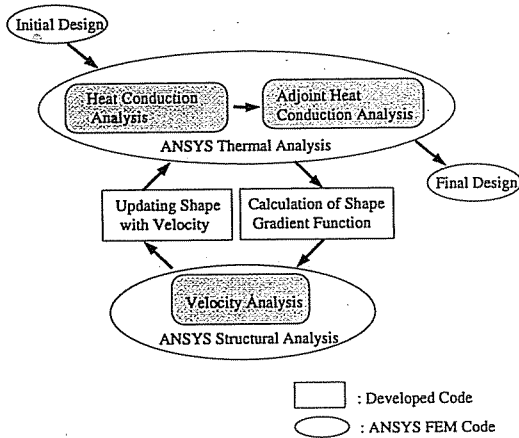 Initial Design
Heat Conduction
Analysis
Adjoint Heat
Conduction Analysis
ANSYS Thermal Analysis
Final Design
Updating Shape
with Velocity
Calculation of Shape
Gradient Function
Velocity Analysis
ANSYS Structural Analysis
: Developed Code
: ANSYS FEM Code